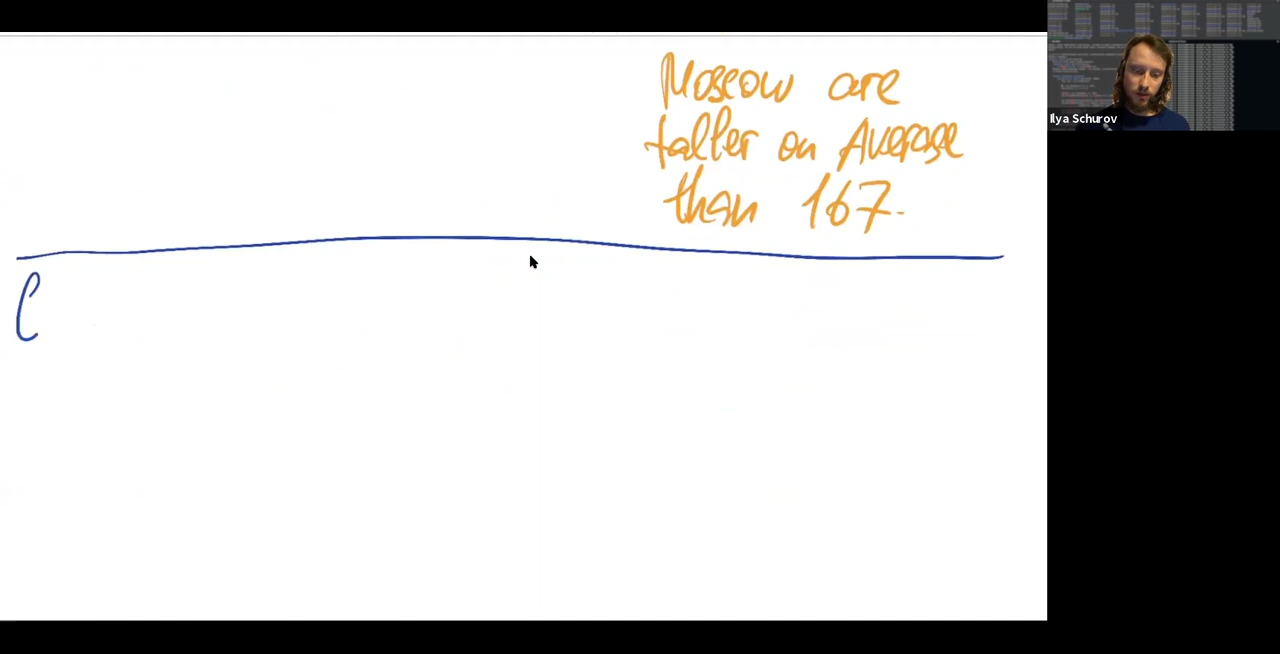 Moscow are
taller on Average
than 167.
C
Ilya Schurov